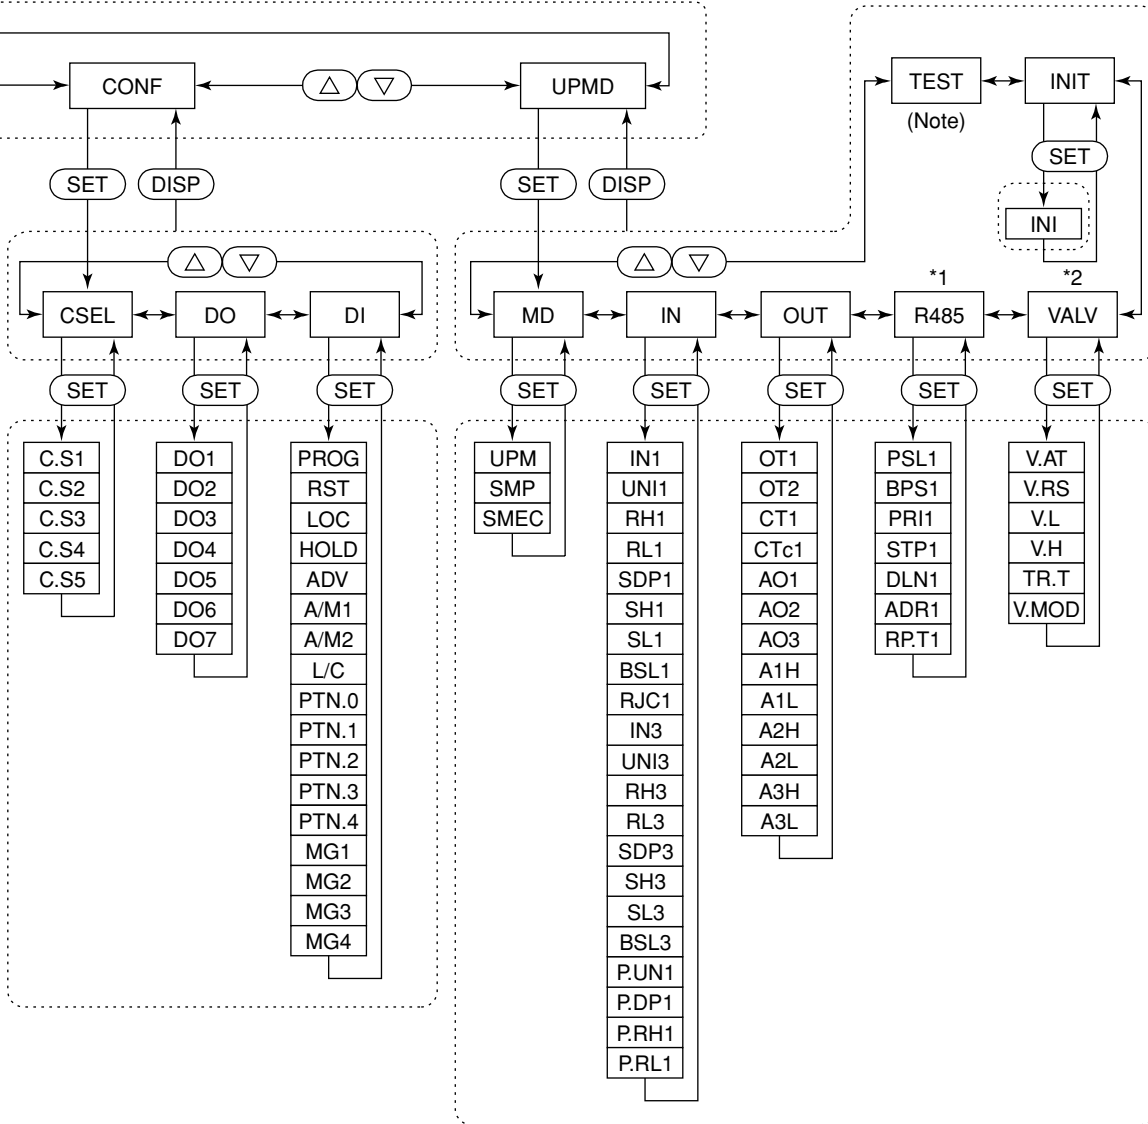 CONF
UPMD
TEST
INIT
(Note)
SET
SET
DISP
SET
DISP
INI
*1
*2
CSEL
DO
DI
MD
IN
OUT
R485
VALV
SET
SET
SET
SET
SET
SET
SET
SET
C.S1
C.S2
C.S3
C.S4
C.S5
DO1
DO2
DO3
DO4
DO5
DO6
DO7
PROG
RST
LOC
HOLD
ADV
A/M1
A/M2
L/C
PTN.0
PTN.1
PTN.2
PTN.3
PTN.4
MG1
MG2
MG3
MG4
UPM
SMP
SMEC
IN1
UNI1
RH1
RL1
SDP1
SH1
SL1
BSL1
RJC1
IN3
UNI3
RH3
RL3
SDP3
SH3
SL3
BSL3
P.UN1
P.DP1
P.RH1
P.RL1
OT1
OT2
CT1
CTc1
AO1
AO2
AO3
A1H
A1L
A2H
A2L
A3H
A3L
PSL1
BPS1
PRI1
STP1
DLN1
ADR1
RP.T1
V.AT
V.RS
V.L
V.H
TR.T
V.MOD